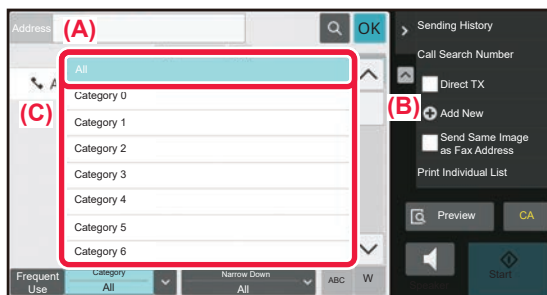 Address
(A)
OK
Sending History
Call Search Number
All
(C)
Category 0
(B)
Direct TX
Category 1
Add New
Category 2
Send Same Image
as Fax Address
Category 3
Print Individual List
Category 4
Category 5
Preview
CA
Category 6
Frequent
Use
Category
All
Narrow Down
All
ABC
W
Start